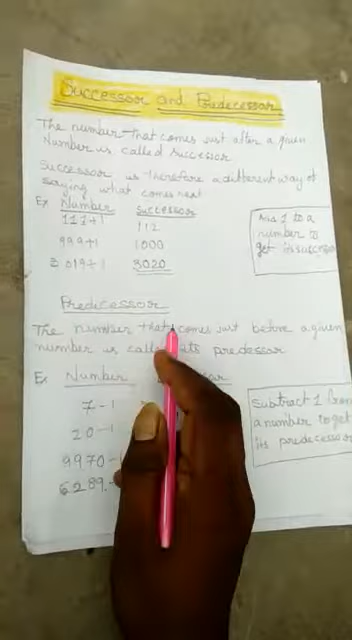 Successor and Predecessor
The number that comes just after a given
Number is called successor
Successor is therefore a different way of
saying what comes next
Ex Number Successor
111+1 112
999+1 1000
3019+1 3020
Add 1 to a
number to
get its successor
Predecessor
The number that comes just before a given
number is called its predessor
Ex Number
7-1
20-1
9970-1
6289
Subtract 1 from
a number to get
its predecessor